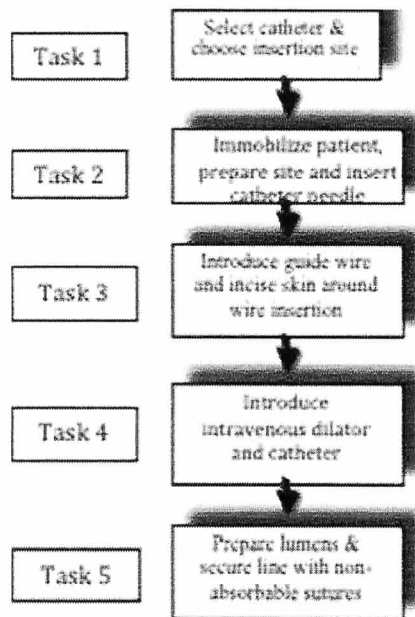 Task 1
Select catheter &
choose insertion site
Task 2
Immobilize patient,
prepare site and insert
catheter needle
Task 3
Introduce guide wire
and incise skin around
wire insertion
Task 4
Introduce
intravenous dilator
and catheter
Task 5
Prepare lumens &
secure line with non-
absorbable sutures